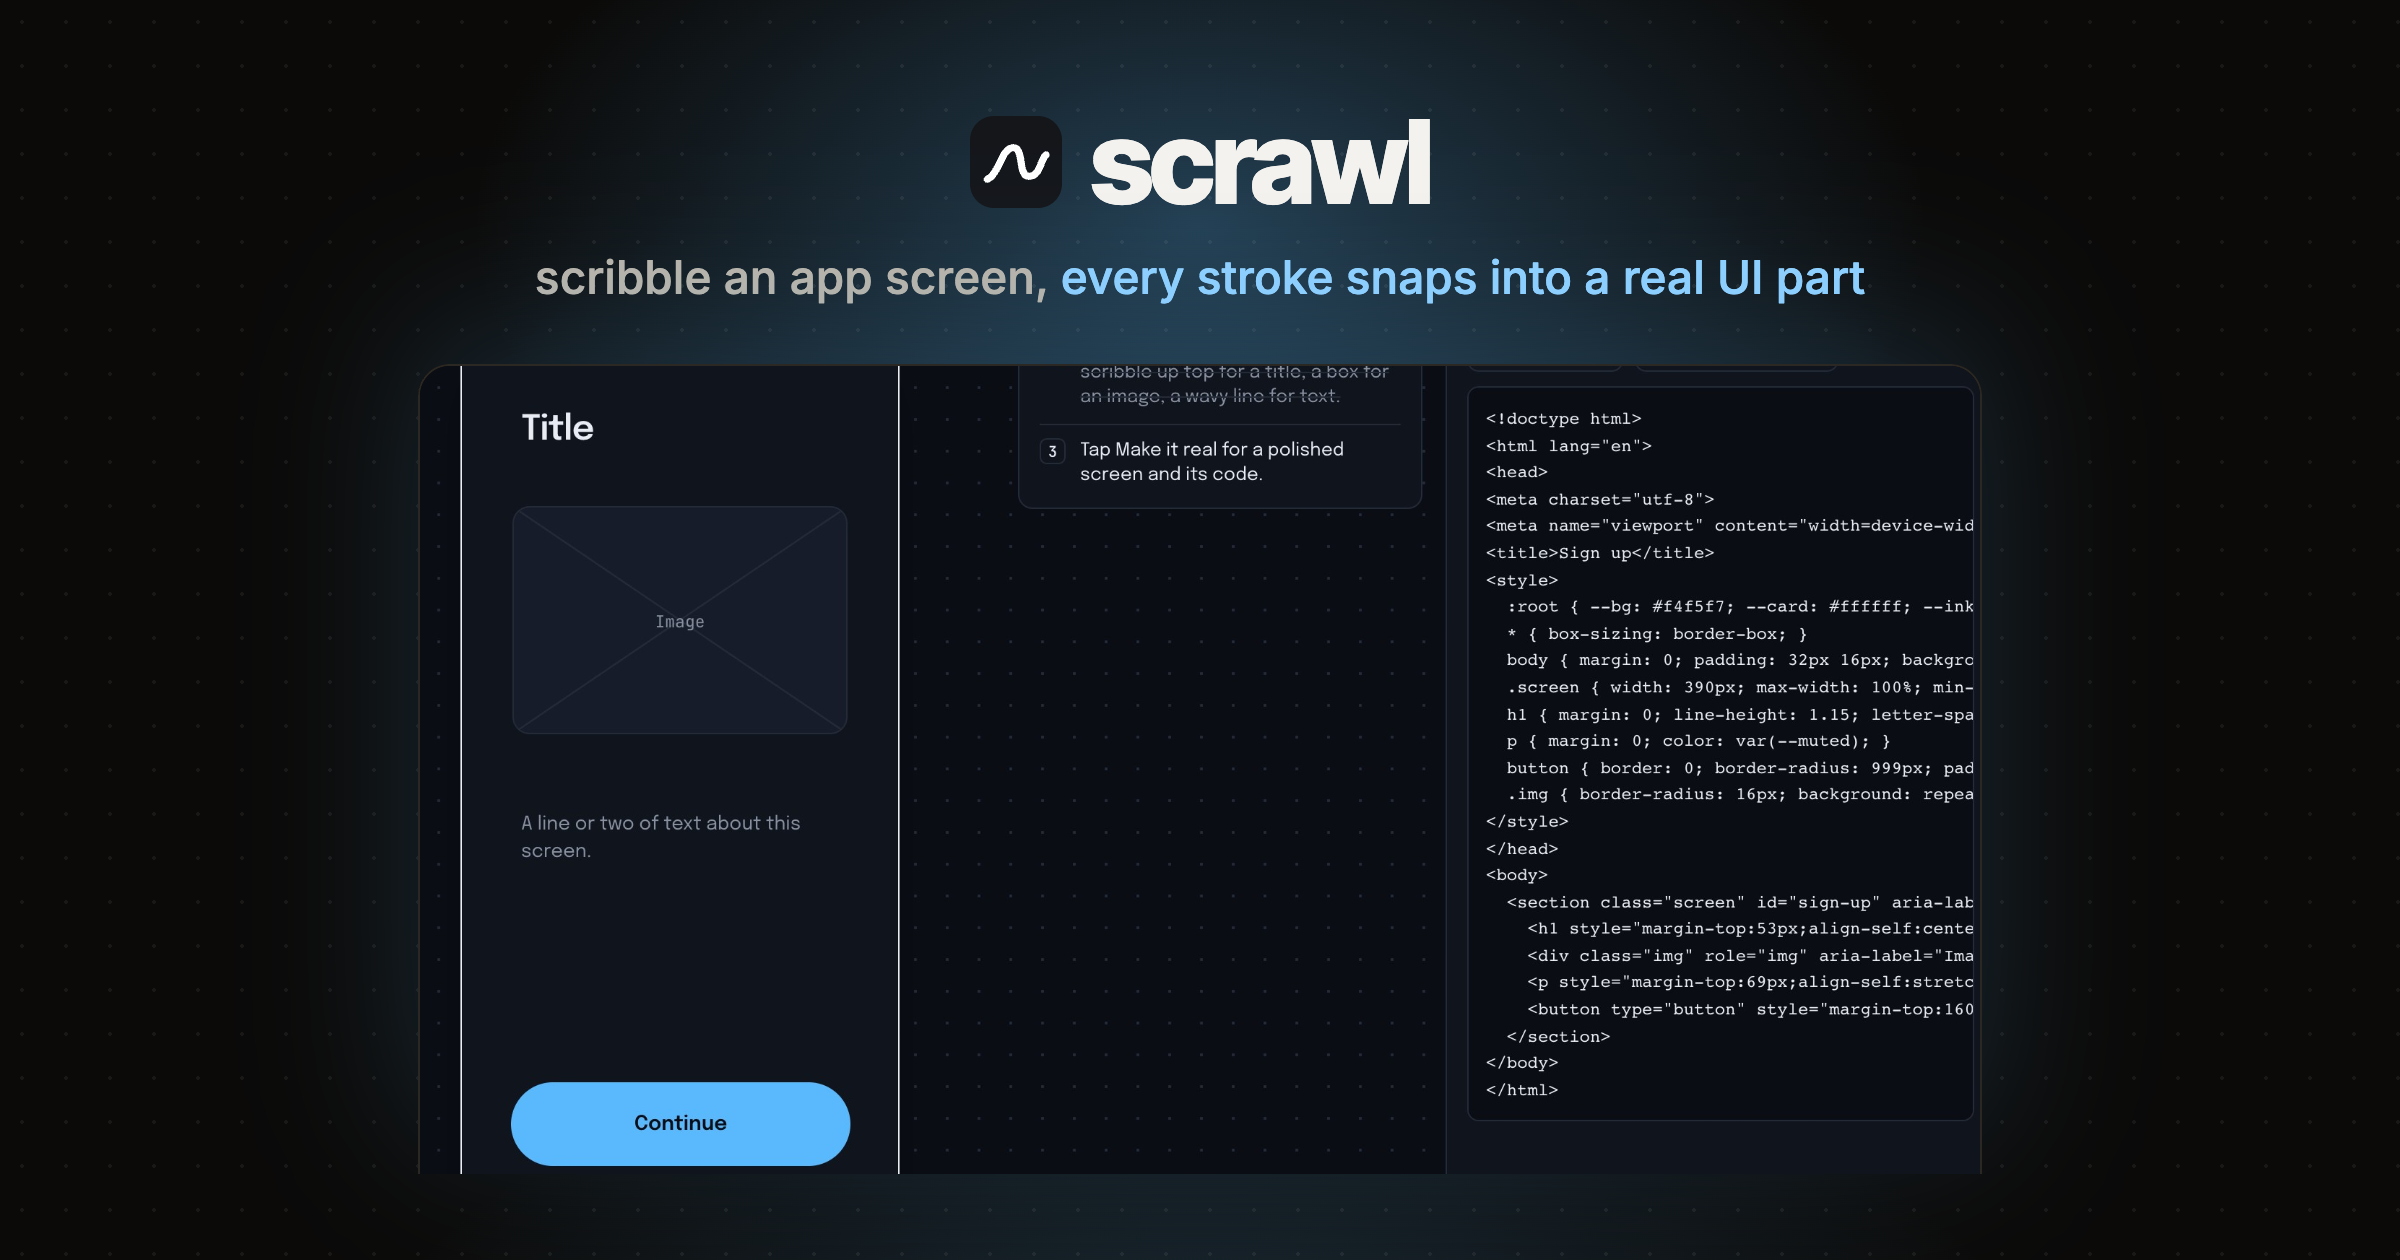 scrawl
scribble an app screen, every stroke snaps into a real UI part
Title
Image
A line or two of text about this
screen.
Continue
scribble up top for a title, a box for
an image, a wavy line for text.
3
Tap Make it real for a polished
screen and its code.
<!doctype html>
<html lang="en">
<head>
<meta charset="utf-8">
<meta name="viewport" content="width=device-wid
<title>Sign up</title>
<style>
:root { --bg: #f4f5f7; --card: #ffffff; --ink
* { box-sizing: border-box; }
body { margin: 0; padding: 32px 16px; backgro
.screen { width: 390px; max-width: 100%; min-
h1 { margin: 0; line-height: 1.15; letter-spa
p { margin: 0; color: var(--muted); }
button { border: 0; border-radius: 999px; pad
.img { border-radius: 16px; background: repea
</style>
</head>
<body>
<section class="screen" id="sign-up" aria-lab
<h1 style="margin-top:53px;align-self:cente
<div class="img" role="img" aria-label="Ima
<p style="margin-top:69px;align-self:stretc
<button type="button" style="margin-top:160
</section>
</body>
</html>